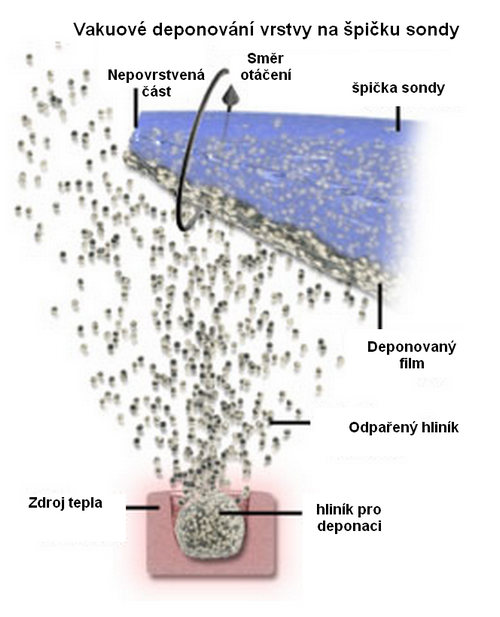 Vakuové deponování vrstvy na špičku sondy
Směr
otáčení
Nepovrstvená
část
špička sondy
Deponovaný
film
Odpařený hliník
Zdroj tepla
hliník pro
deponaci